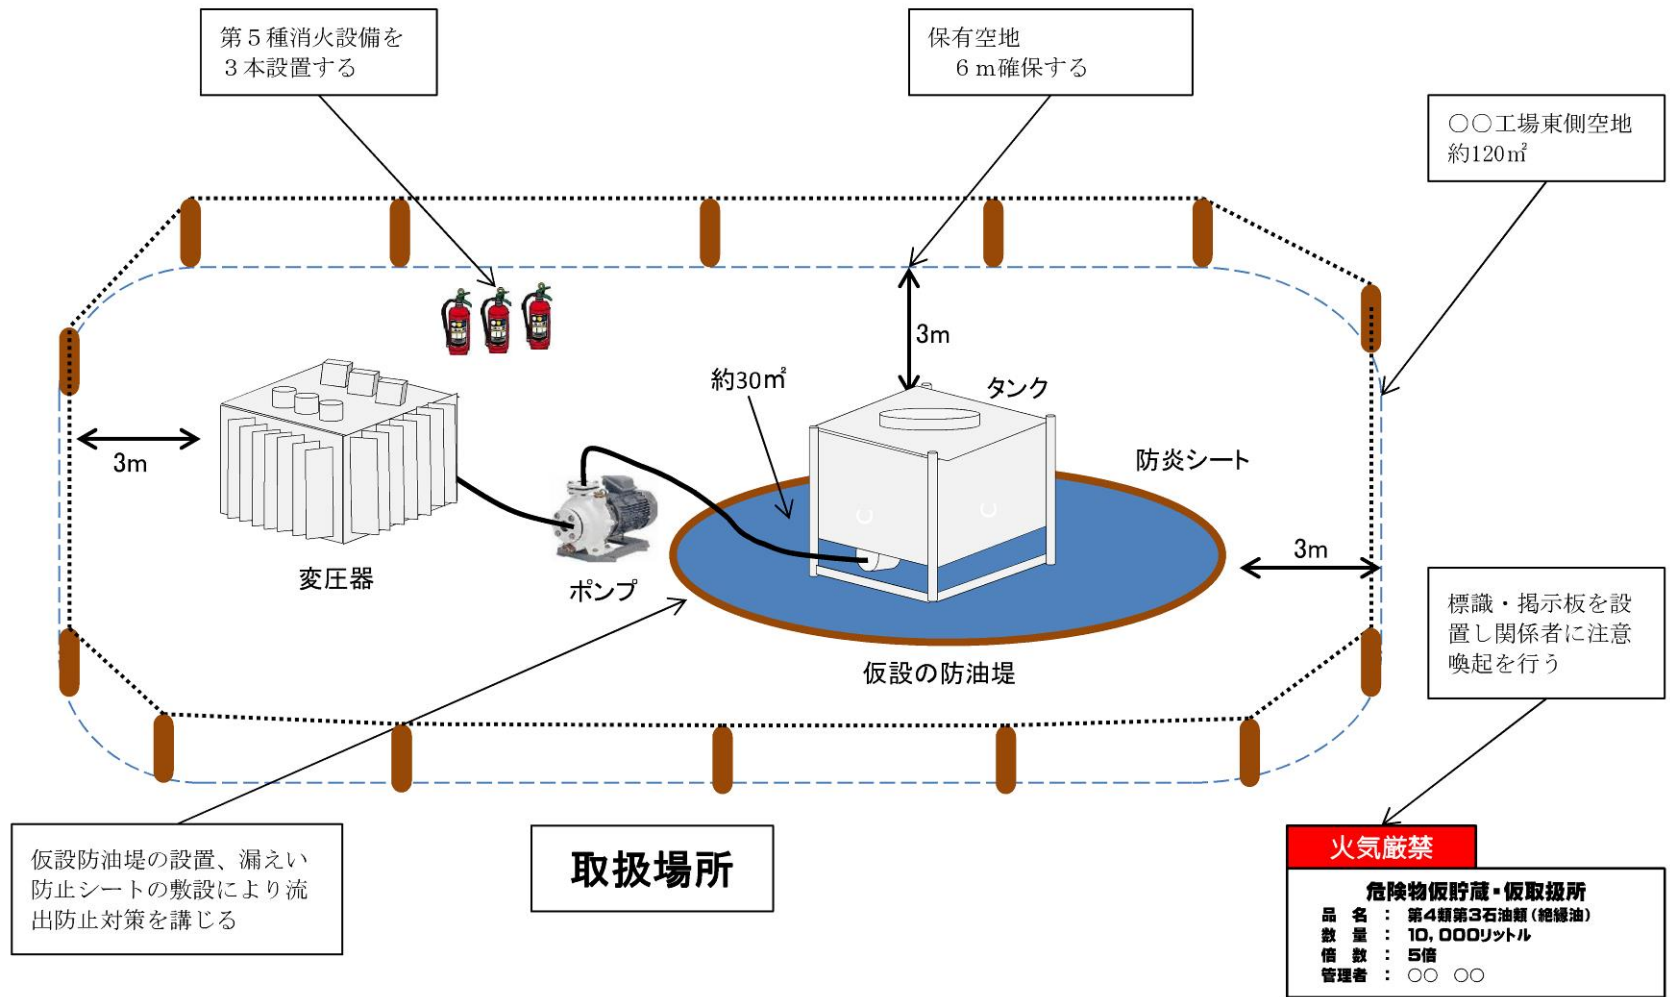 第５種消火設備を
３本設置する
保有空地
６ｍ確保する
○○工場東側空地
約120㎡
3m
約30㎡
タンク
防炎シート
3m
3m
変圧器
ポンプ
仮設の防油堤
標識・掲示板を設
置し関係者に注意
喚起を行う
仮設防油堤の設置、漏えい
防止シートの敷設により流
出防止対策を講じる
取扱場所
火気厳禁
危険物仮貯蔵・仮取扱所
品　名　：　第4類第3石油類（絶縁油）
数　量　：　10,000リットル
倍　数　：　5倍
管理者　：　○○　○○